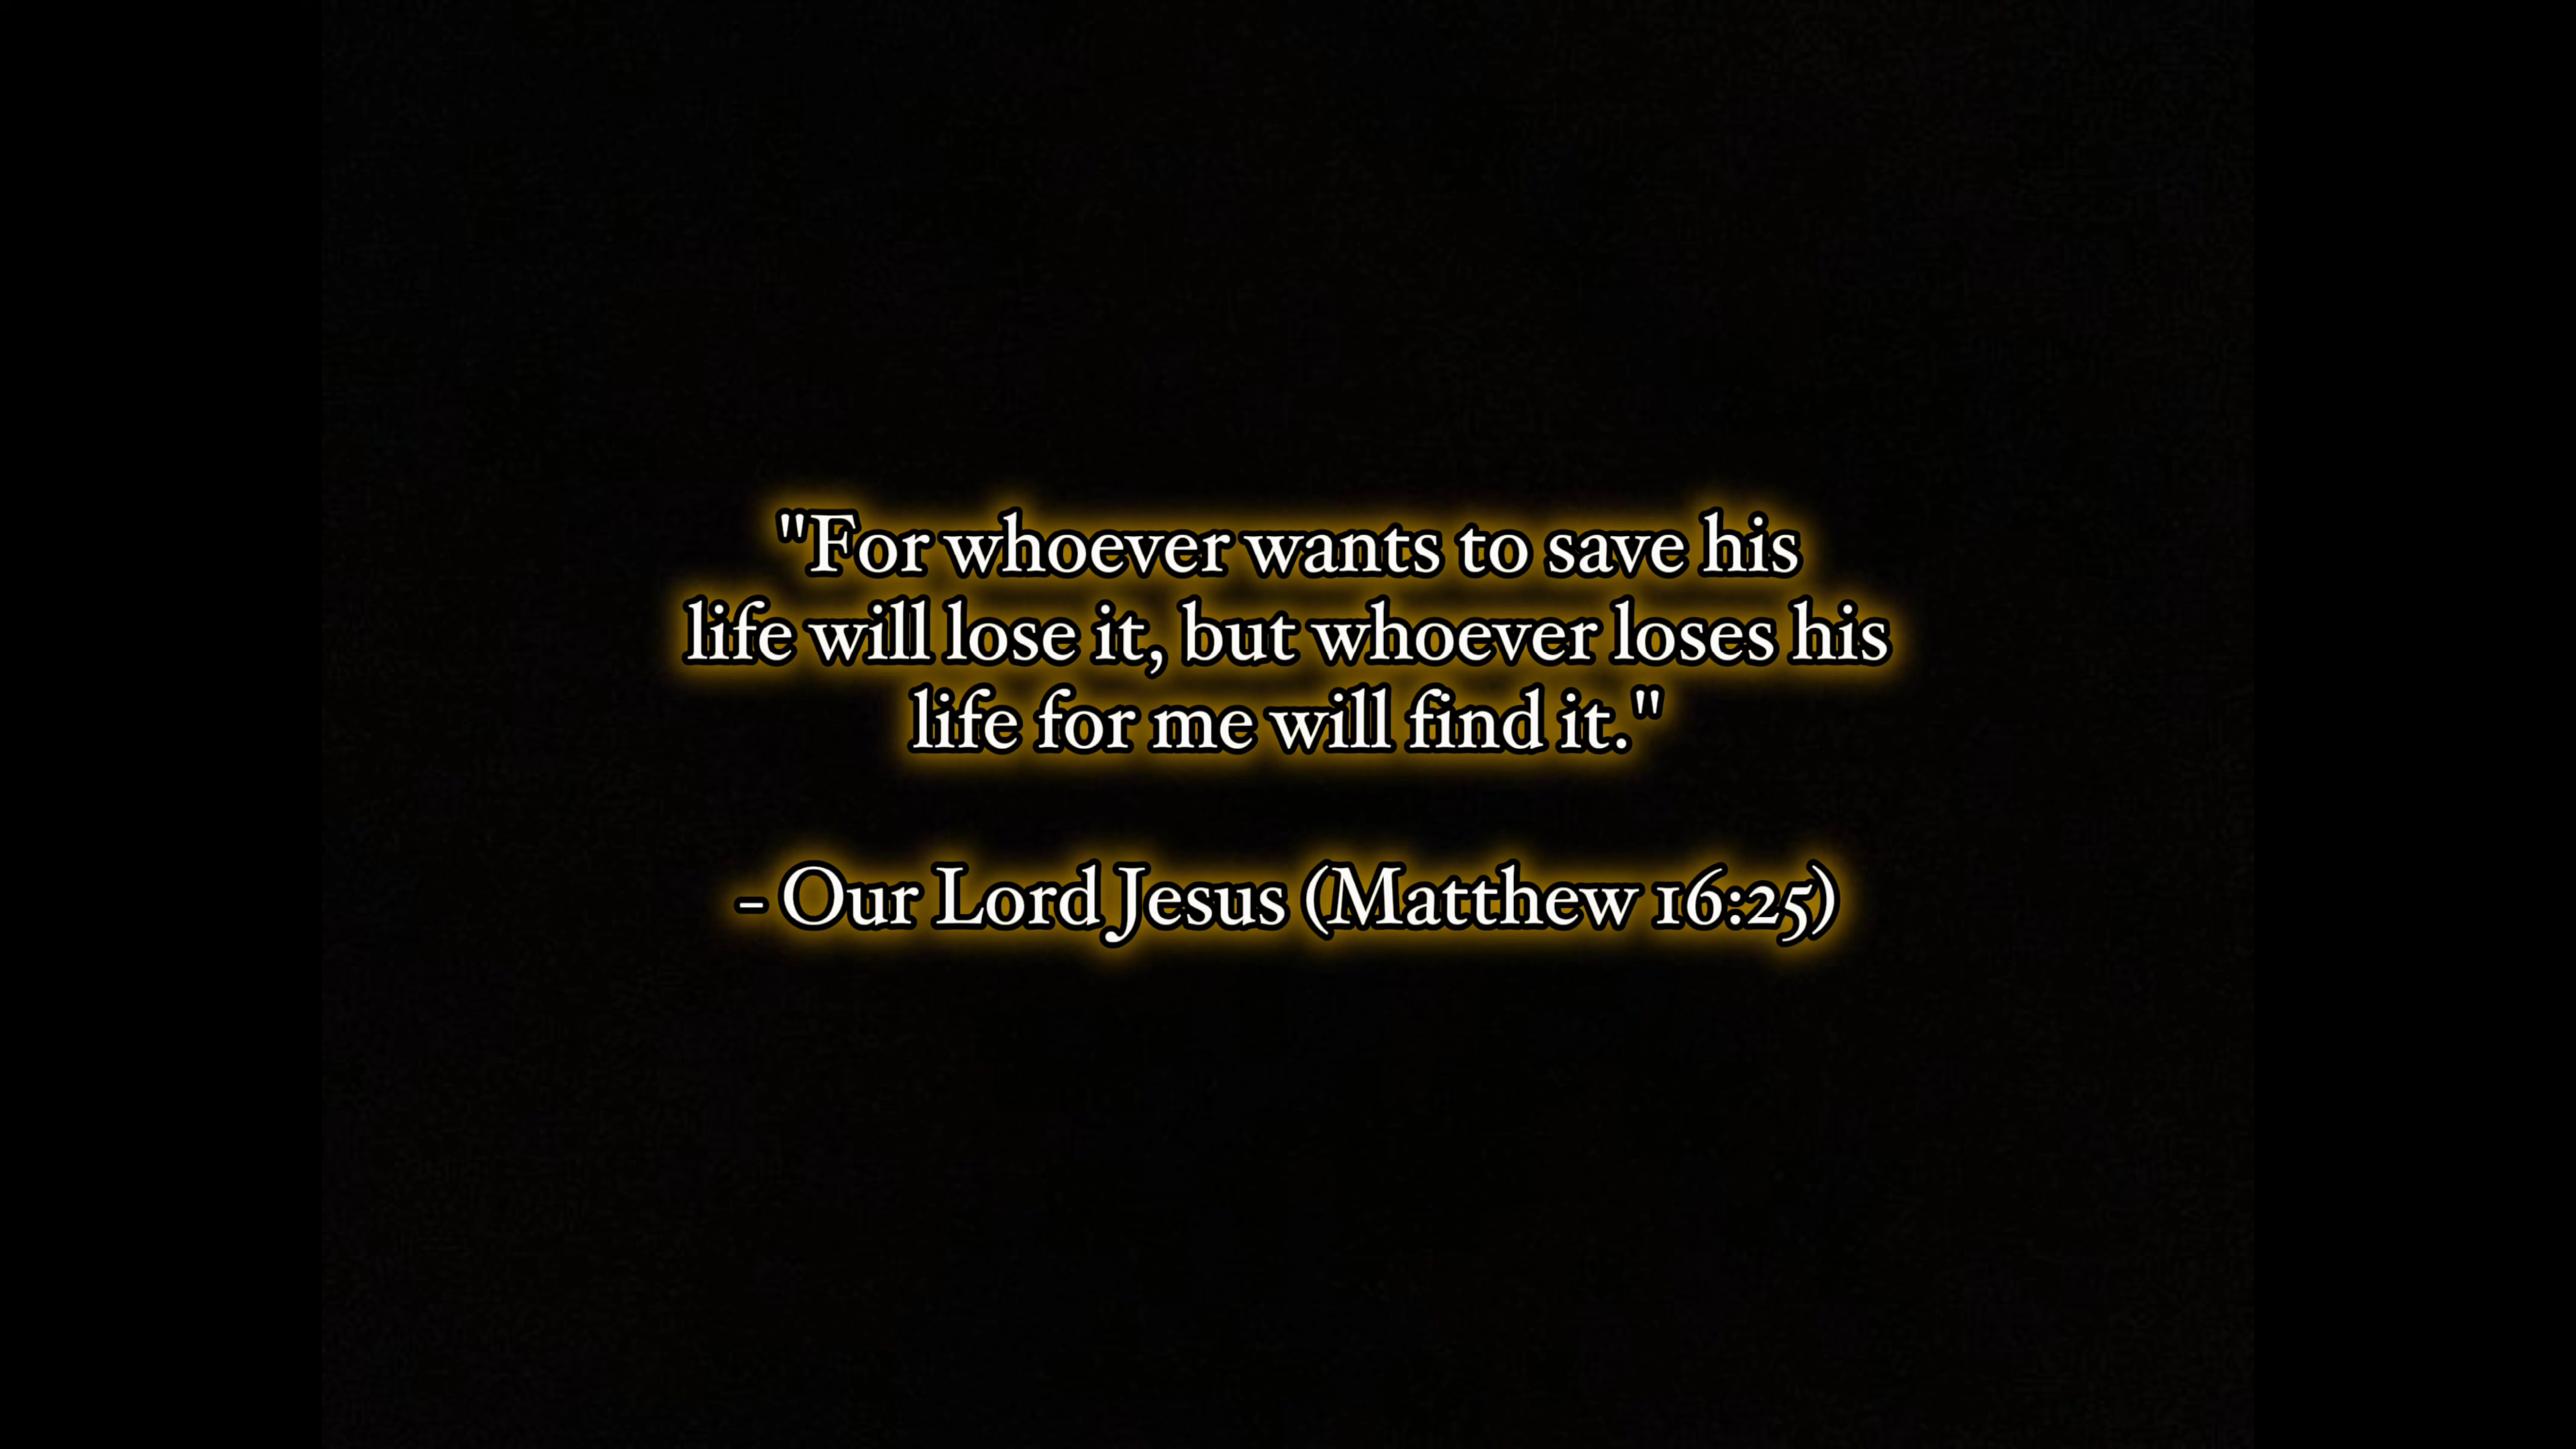 "For whoever wants to save his
life will lose it, but whoever loses his
life for me will find it."
- Our Lord Jesus (Matthew 16:25)